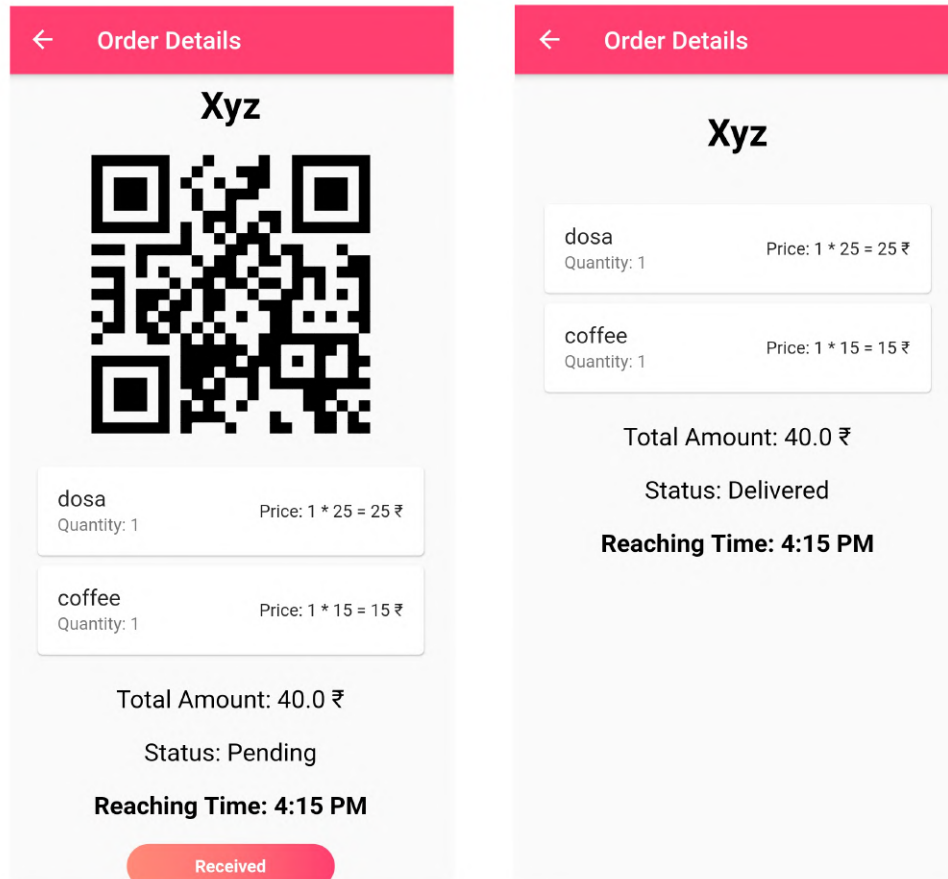 Order Details
Xyz
dosa
Quantity: 1
Price: 1 * 25 = 25 ₹
coffee
Quantity: 1
Price: 1 * 15 = 15 ₹
Total Amount: 40.0 ₹
Status: Pending
Reaching Time: 4:15 PM
Received
Order Details
Xyz
dosa
Quantity: 1
Price: 1 * 25 = 25 ₹
coffee
Quantity: 1
Price: 1 * 15 = 15 ₹
Total Amount: 40.0 ₹
Status: Delivered
Reaching Time: 4:15 PM